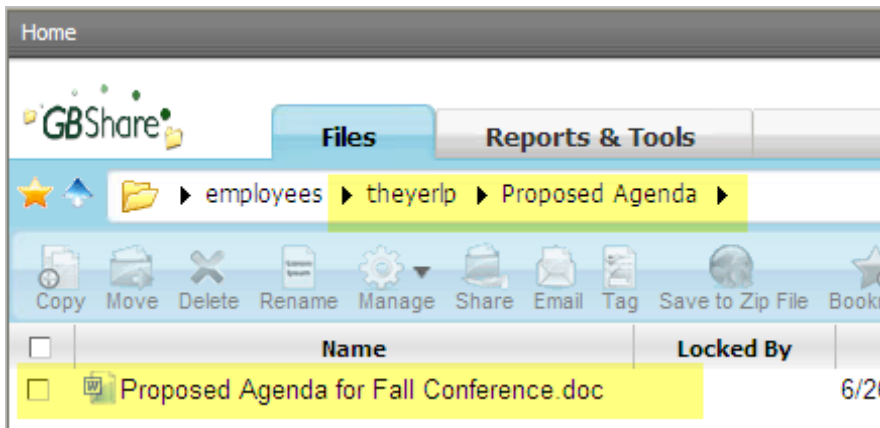 Home
GBShare
Files Reports & Tools
employees theyerlp Proposed Agenda
Copy Move Delete Rename Manage Share Email Tag Save to Zip File
Name Locked By
Proposed Agenda for Fall Conference.doc